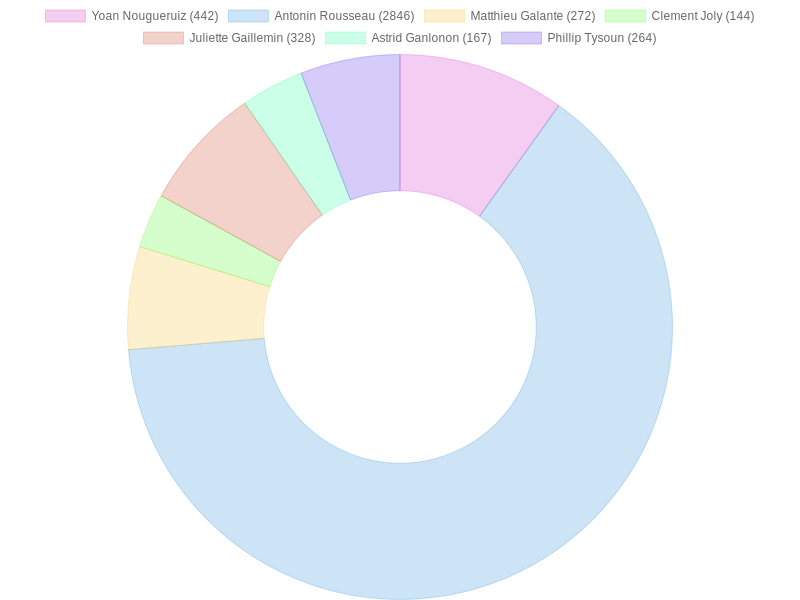 Yoan Nougueruiz (442) Antonin Rousseau (2846) Matthieu Galante (272) Clement Joly (144)
Juliette Gaillemin (328) Astrid Ganlonon (167) Phillip Tysoun (264)